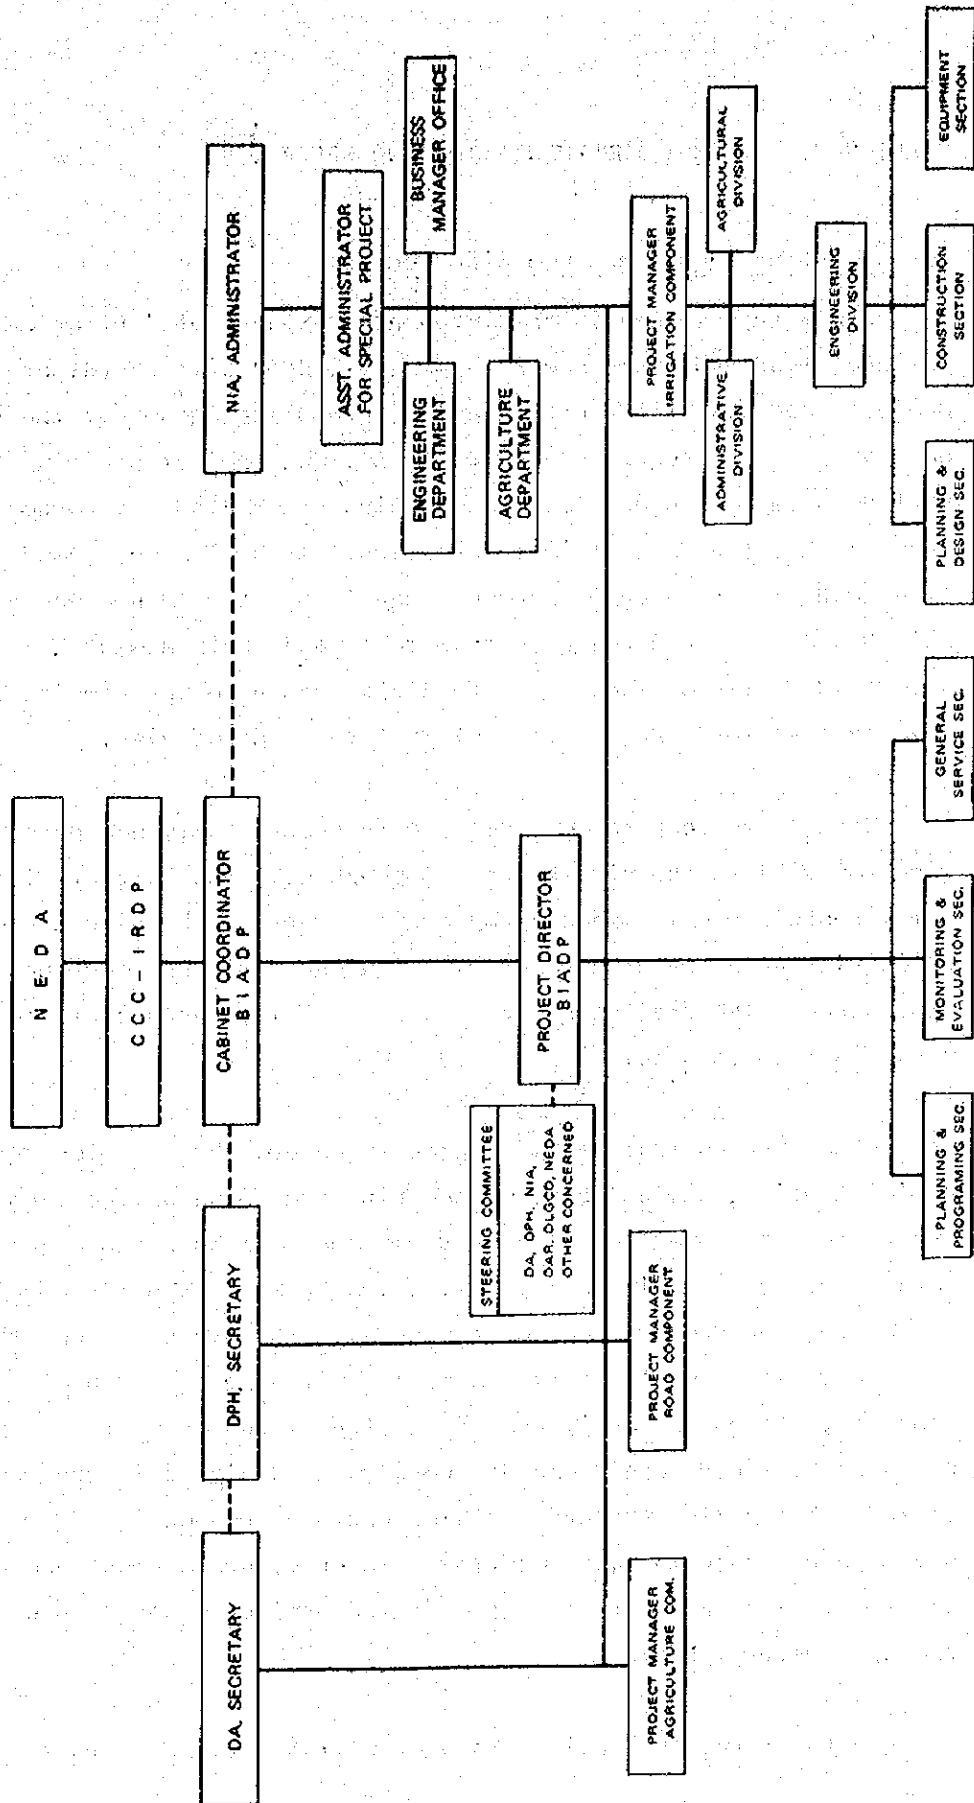 N E D A
C C C - I R D P
DA, SECRETARY
DPH, SECRETARY
CABINET COORDINATOR
B I A D P
NIA, ADMINISTRATOR
ASST. ADMINISTRATOR
FOR SPECIAL PROJECT
ENGINEERING
DEPARTMENT
BUSINESS
MANAGER OFFICE
AGRICULTURE
DEPARTMENT
STEERING COMMITTEE
DA, DPH, NIA,
DAR, DLGCD, NEDA
OTHER CONCERNED
PROJECT DIRECTOR
B I A D P
PROJECT MANAGER
AGRICULTURE COM.
PROJECT MANAGER
ROAD COMPONENT
PROJECT MANAGER
IRRIGATION COMPONENT
ADMINISTRATIVE
DIVISION
AGRICULTURAL
DIVISION
ENGINEERING
DIVISION
PLANNING &
PROGRAMING SEC.
MONITORING &
EVALUATION SEC.
GENERAL
SERVICE SEC.
PLANNING &
DESIGN SEC.
CONSTRUCTION
SECTION
EQUIPMENT
SECTION